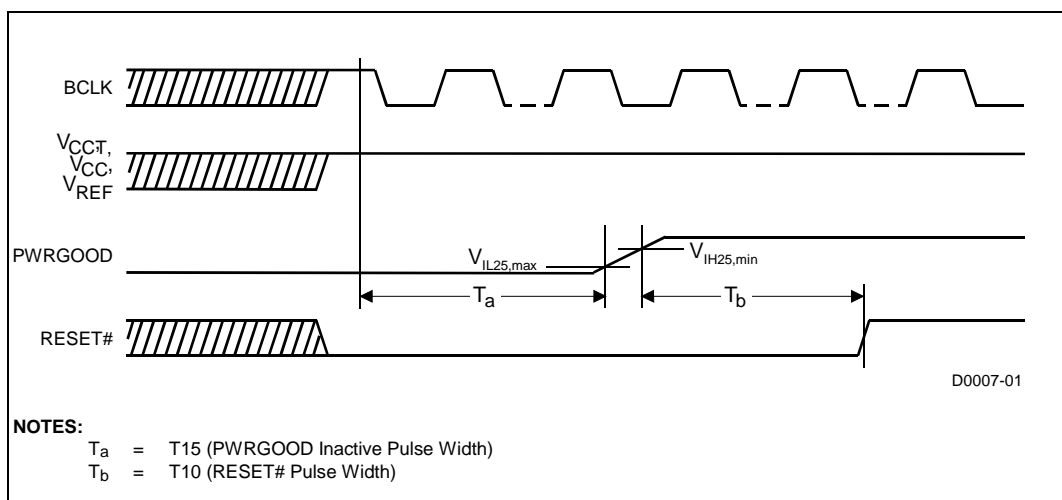 BCLK
VCCT,
VCC,
VREF
PWRGOOD
VIL25,max
VIH25,min
Ta
Tb
RESET#
D0007-01
NOTES:
Ta = T15 (PWRGOOD Inactive Pulse Width)
Tb = T10 (RESET# Pulse Width)